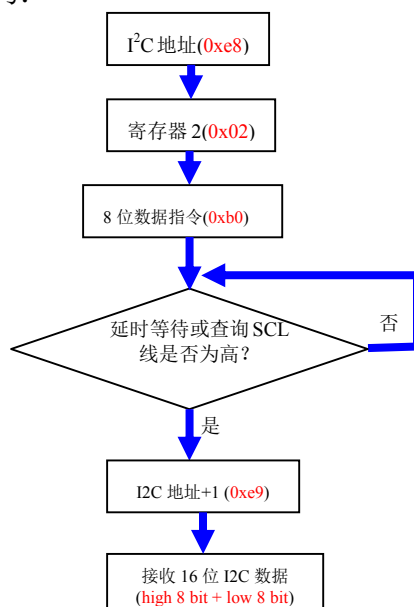 I²C 地址(0xe8)
寄存器 2(0x02)
8 位数据指令(0xb0)
延时等待或查询 SCL
线是否为高?
否
是
I2C 地址+1 (0xe9)
接收 16 位 I2C 数据
(high 8 bit + low 8 bit)